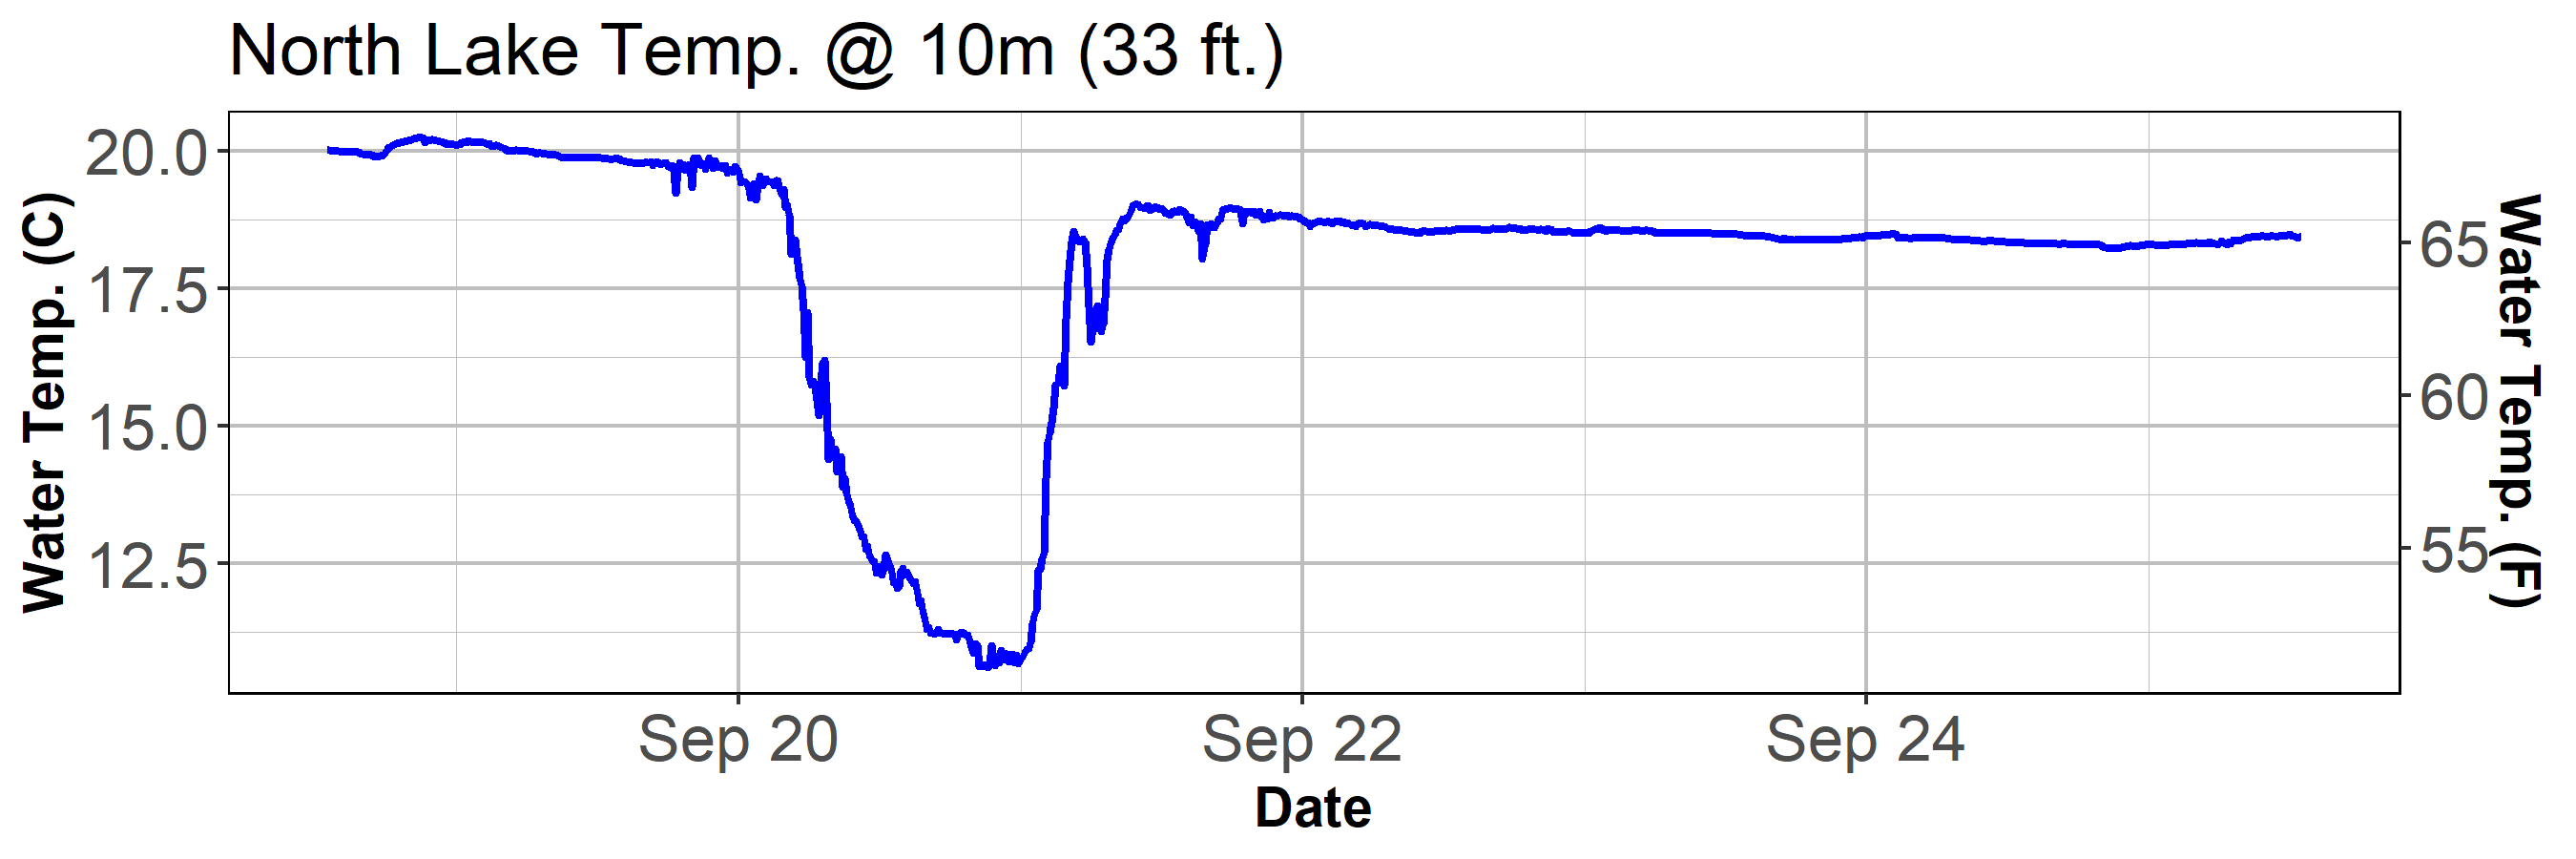 North Lake Temp. @ 10m (33 ft.)
Water Temp. (C)
20.0
17.5
15.0
12.5
65
60
55
Water Temp. (F)
Sep 20
Sep 22
Sep 24
Date